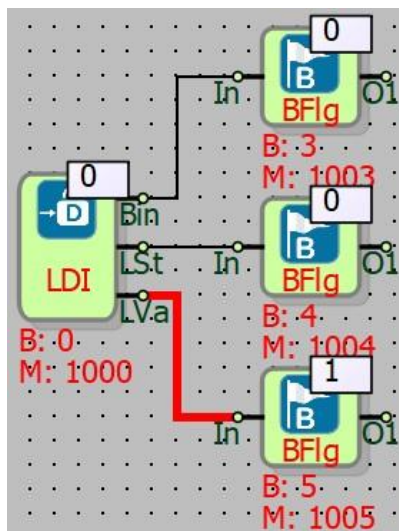 0
B
In
O1
BFlg
B: 3
M: 1003
0
D
Bin
LSt
LVa
LDI
B: 0
M: 1000
0
B
In
O1
BFlg
B: 4
M: 1004
1
B
In
O1
BFlg
B: 5
M: 1005